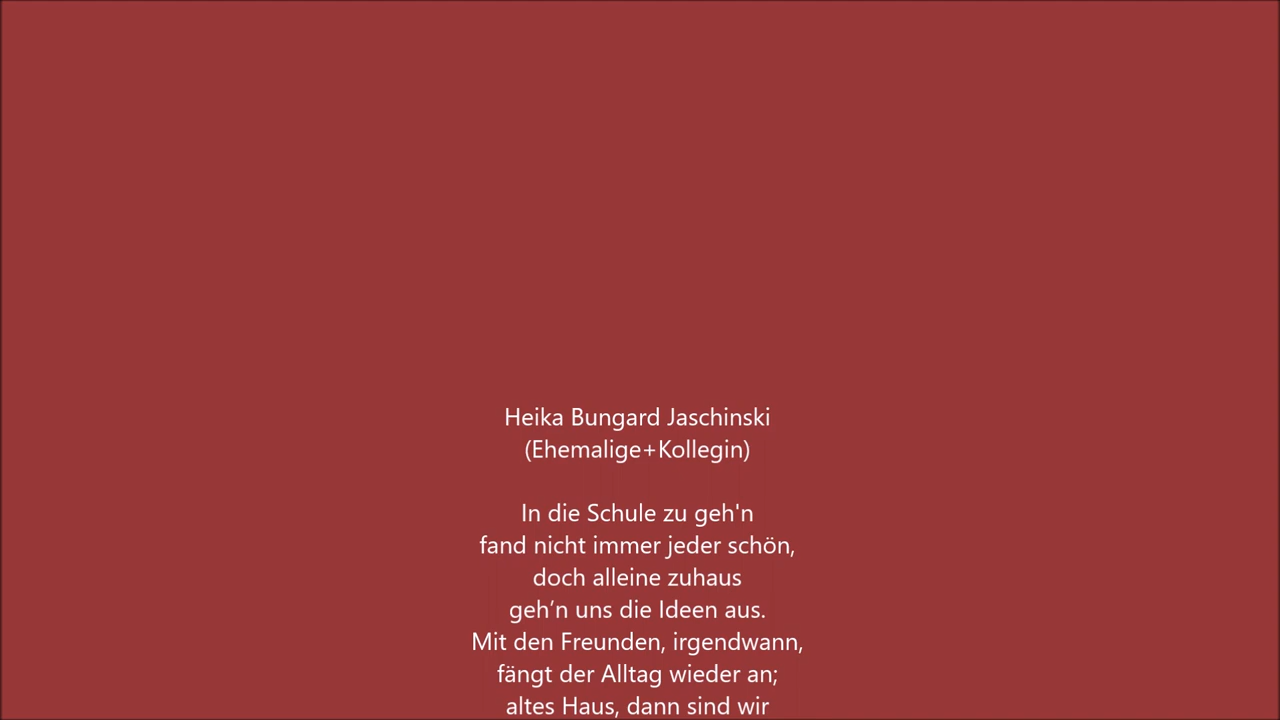 Heika Bungard Jaschinski
(Ehemalige+Kollegin)
In die Schule zu geh'n
fand nicht immer jeder schön,
doch alleine zuhaus
geh’n uns die Ideen aus.
Mit den Freunden, irgendwann,
fängt der Alltag wieder an;
altes Haus, dann sind wir